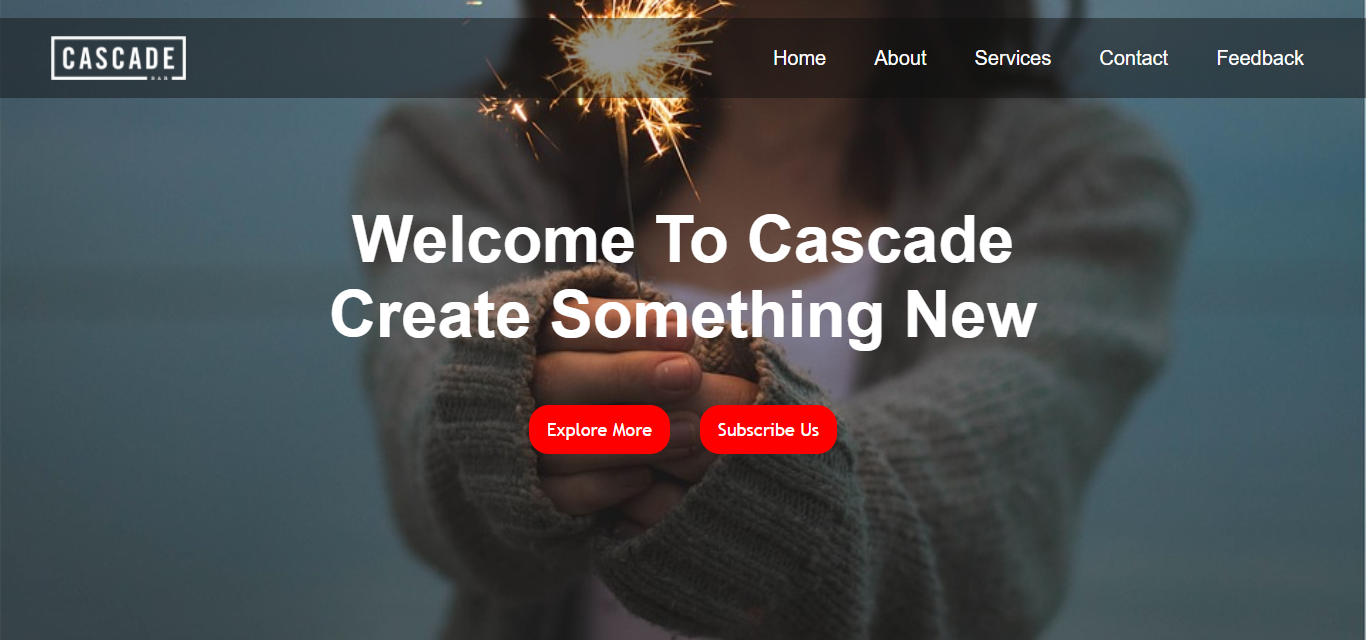 CASCADE
BAR
Home About Services Contact Feedback
Welcome To Cascade
Create Something New
Explore More Subscribe Us